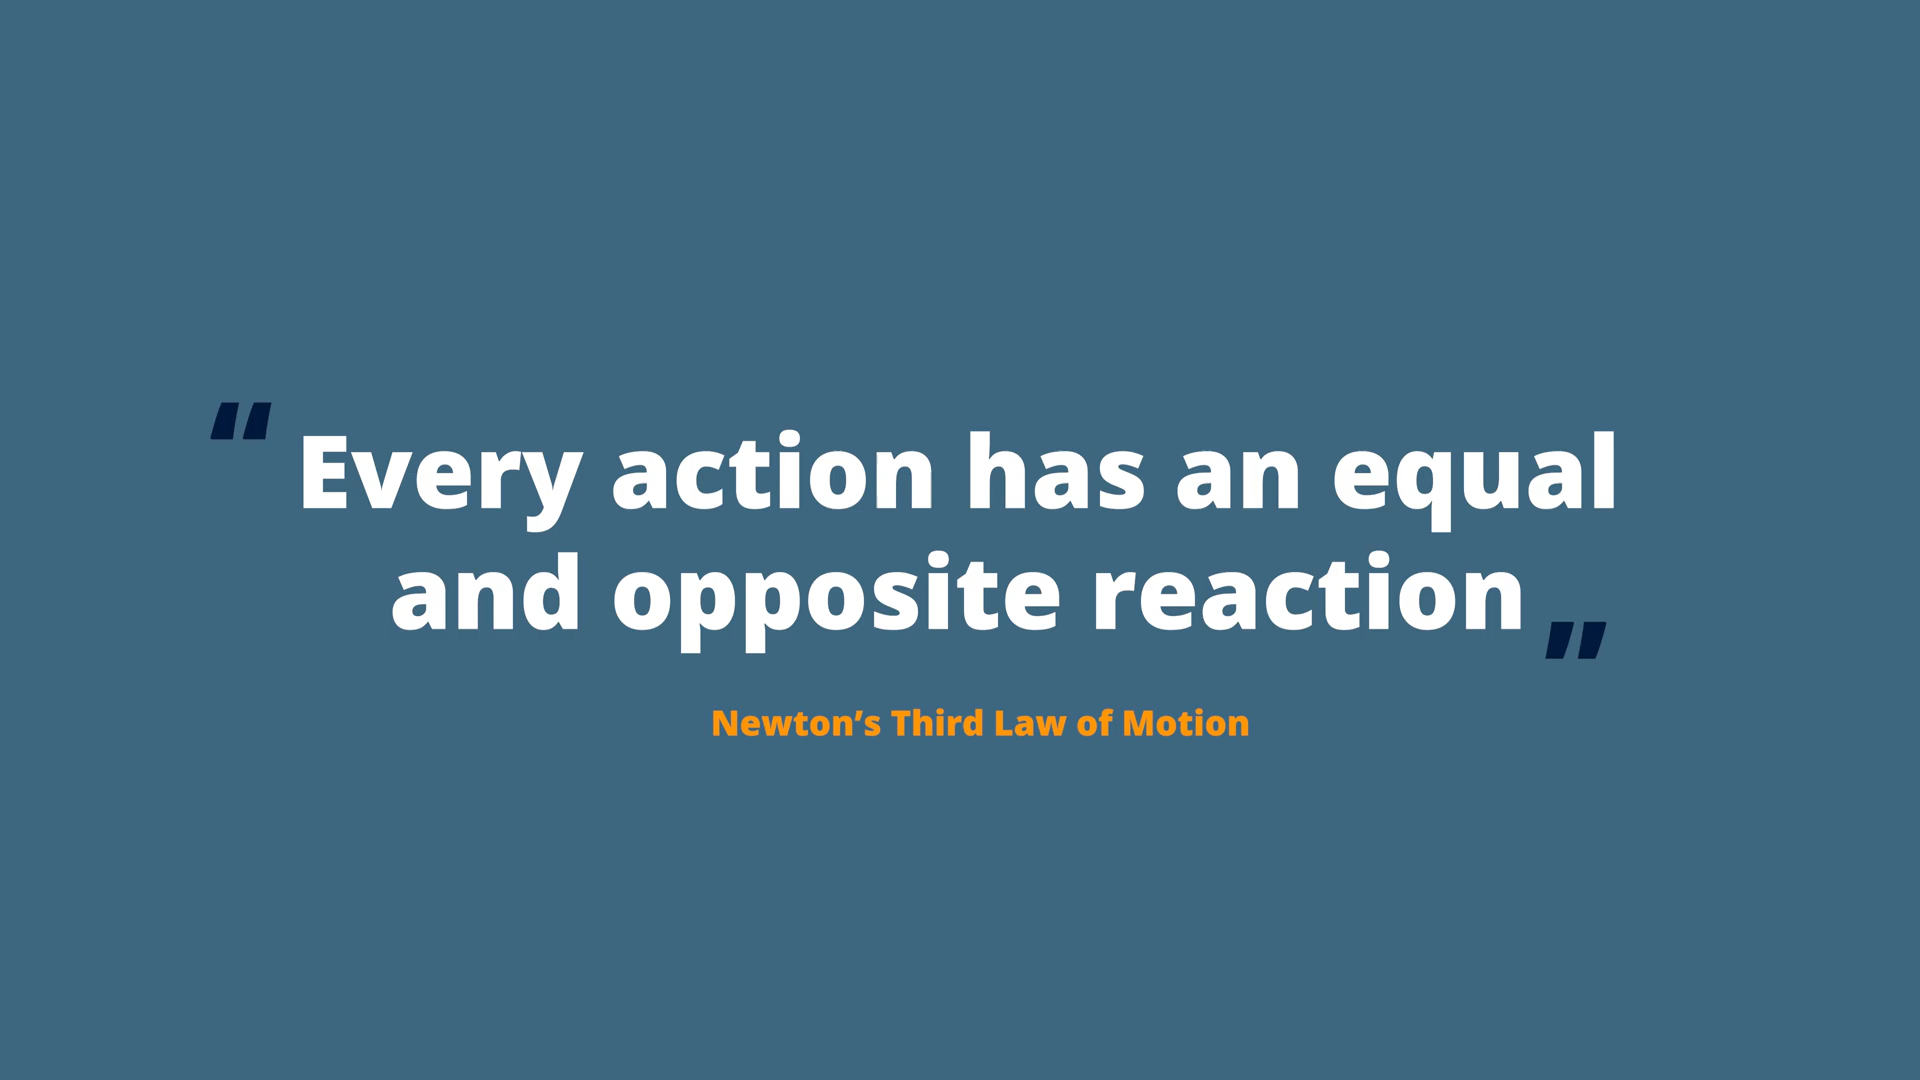 “Every action has an equal
and opposite reaction”
Newton’s Third Law of Motion